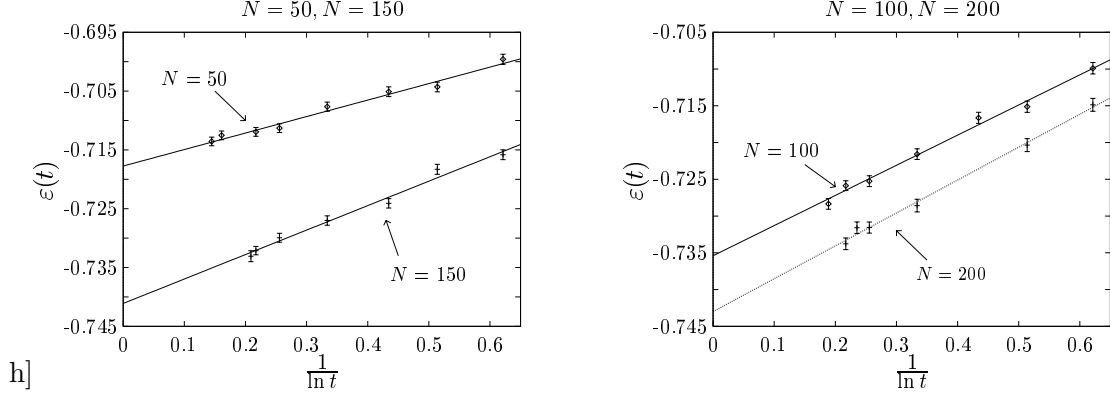 N = 50, N = 150
-0.695
-0.705
-0.715
-0.725
-0.735
-0.745
ε(t)
N = 50
N = 150
0 0.1 0.2 0.3 0.4 0.5 0.6
1
ln t
h]
N = 100, N = 200
-0.705
-0.715
-0.725
-0.735
-0.745
ε(t)
N = 100
N = 200
0 0.1 0.2 0.3 0.4 0.5 0.6
1
ln t